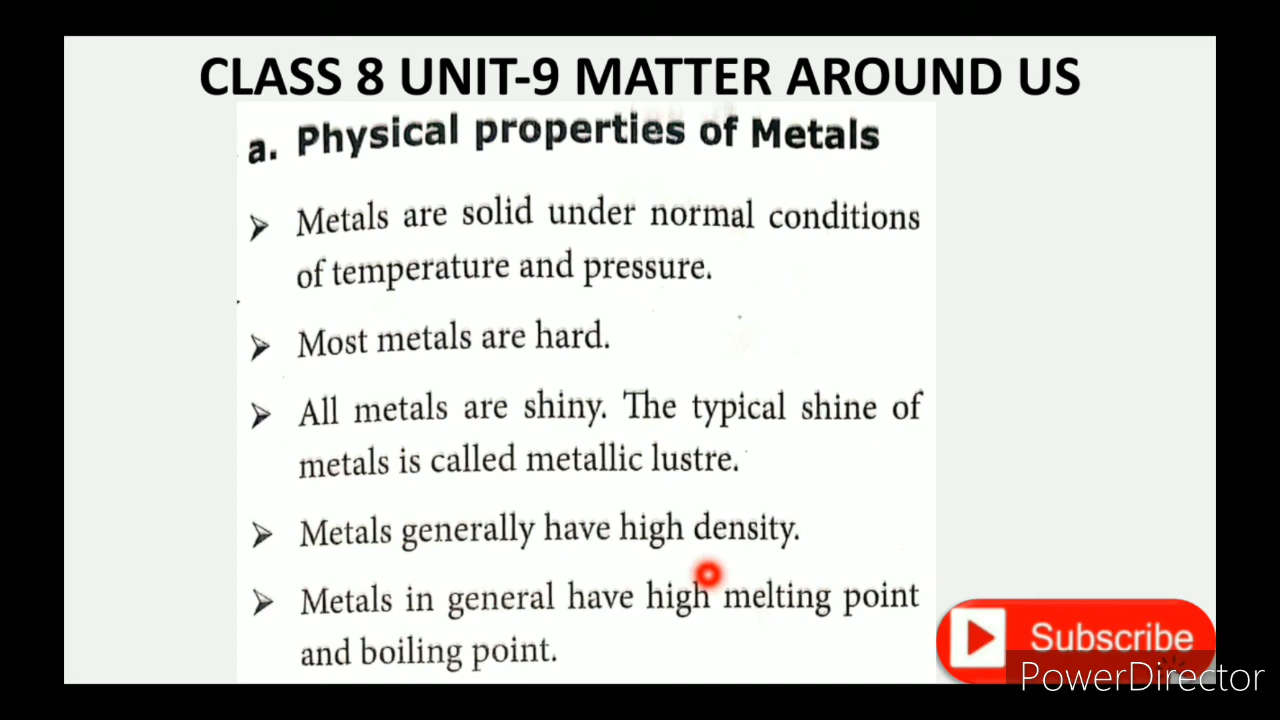 CLASS 8 UNIT-9 MATTER AROUND US
a. Physical properties of Metals
➢ Metals are solid under normal conditions
of temperature and pressure.
➢ Most metals are hard.
➢ All metals are shiny. The typical shine of
metals is called metallic lustre.
➢ Metals generally have high density.
➢ Metals in general have high melting point
and boiling point.
Subscribe
PowerDirector